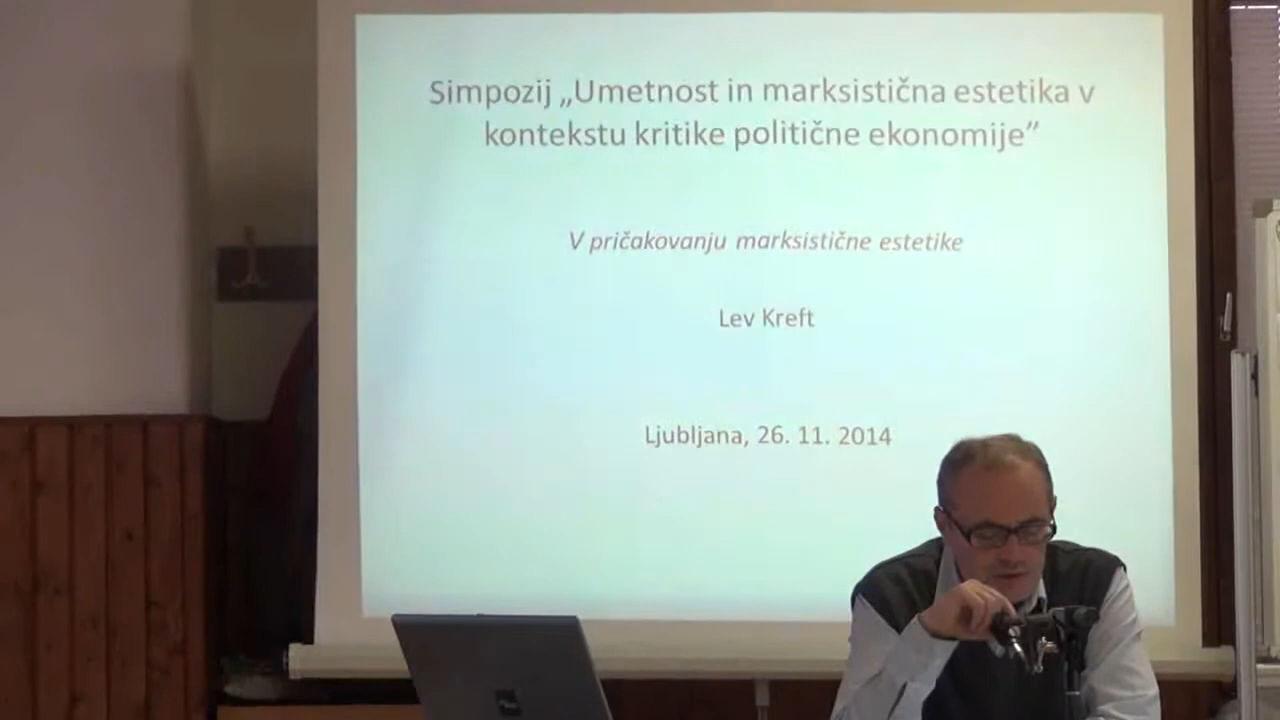 Simpozij „Umetnost in marksistična estetika v
kontekstu kritike politične ekonomije”
V pričakovanju marksistične estetike
Lev Kreft
Ljubljana, 26. 11. 2014